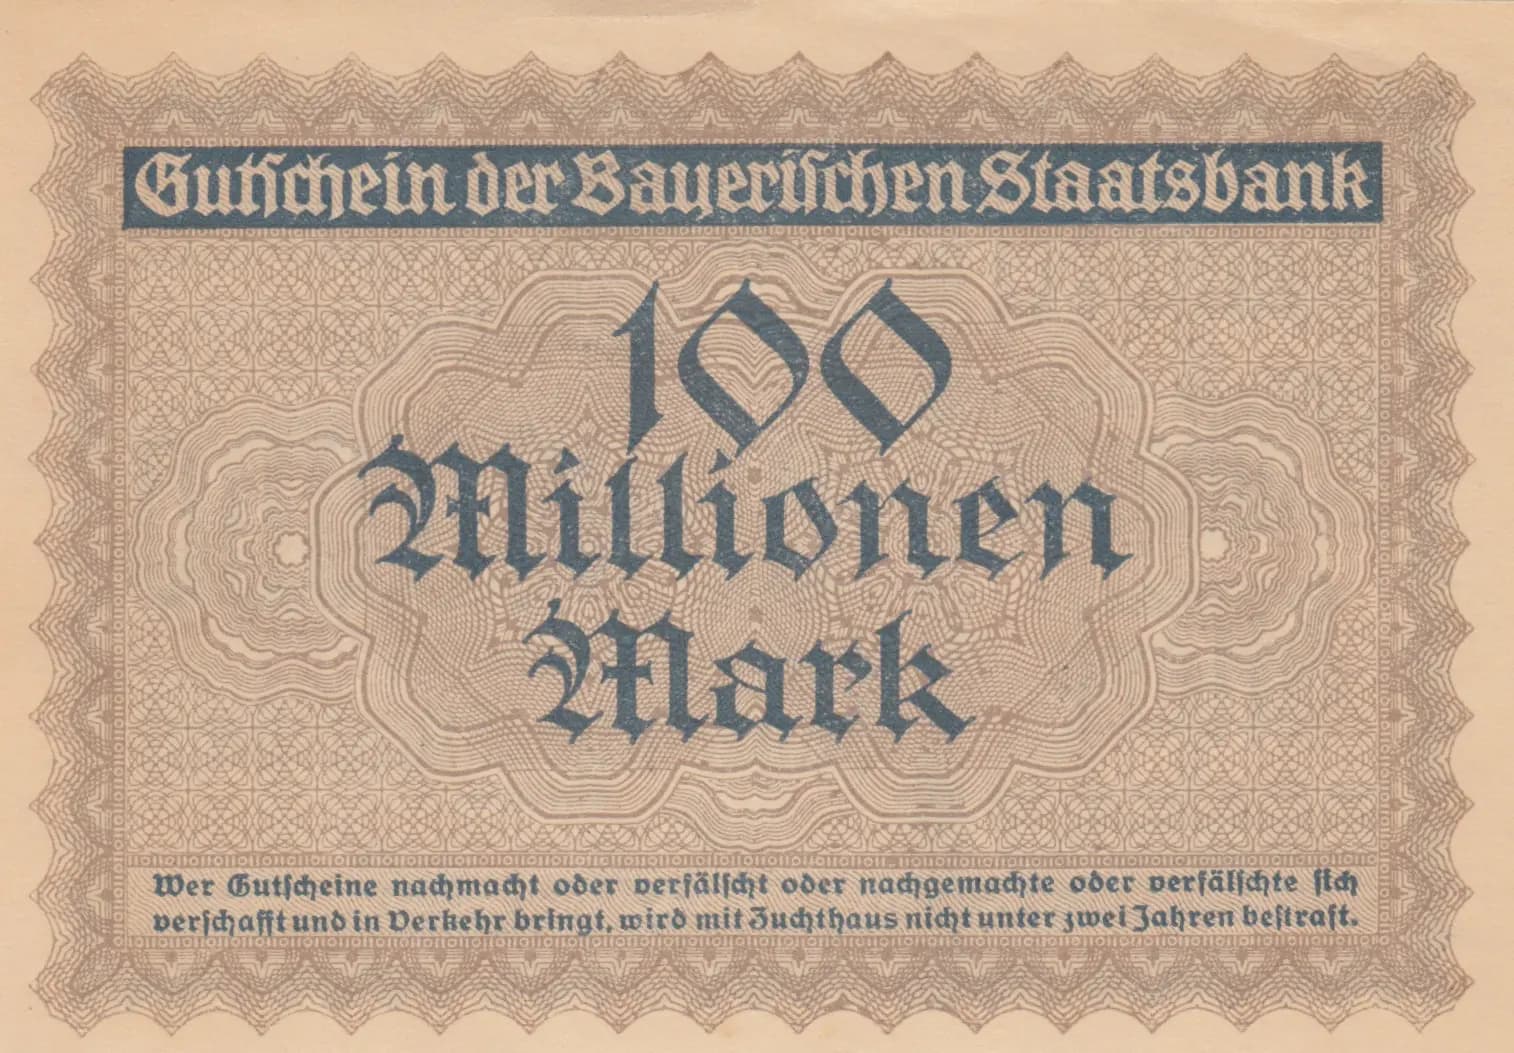 Gutschein der Bayerischen Staatsbank
100
Millionen
Mark
Wer Gutscheine nachmacht oder verfälscht oder nachgemachte oder verfälschte sich
verschafft und in Verkehr bringt, wird mit Zuchthaus nicht unter zwei Jahren bestraft.